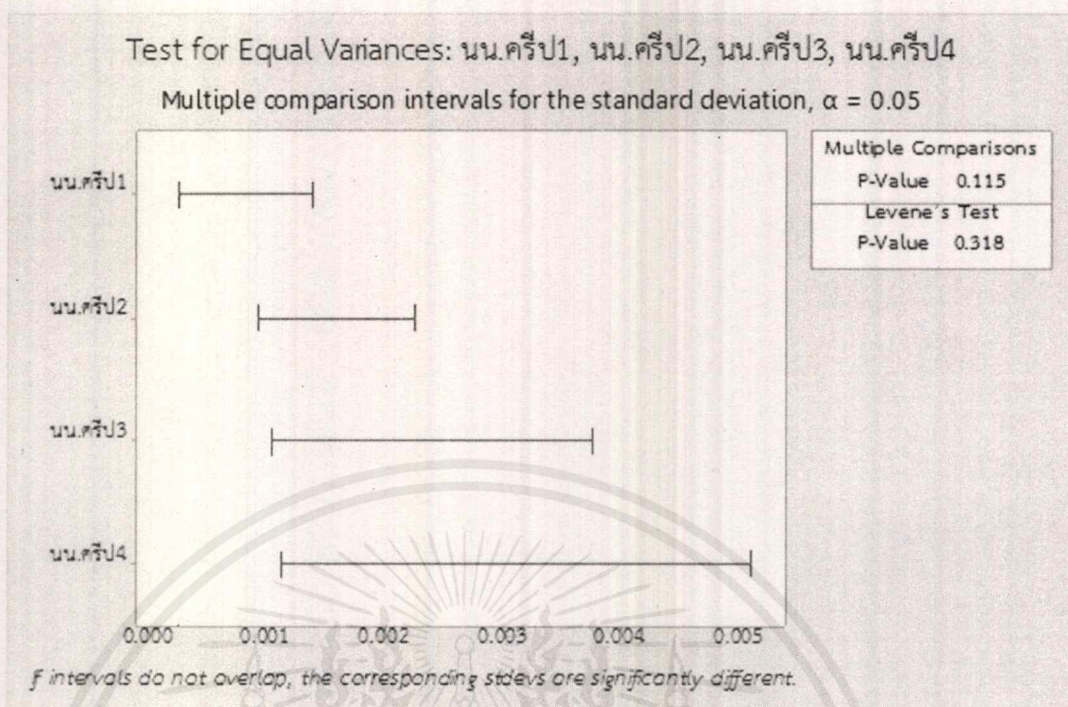 Test for Equal Variances: นน.ครีป1, นน.ครีป2, นน.ครีป3, นน.ครีป4
Multiple comparison intervals for the standard deviation, α = 0.05
Multiple Comparisons
P-Value 0.115
Levene's Test
P-Value 0.318
นน.ครีป1
นน.ครีป2
นน.ครีป3
นน.ครีป4
0.000 0.001 0.002 0.003 0.004 0.005
If intervals do not overlap, the corresponding stdevs are significantly different.